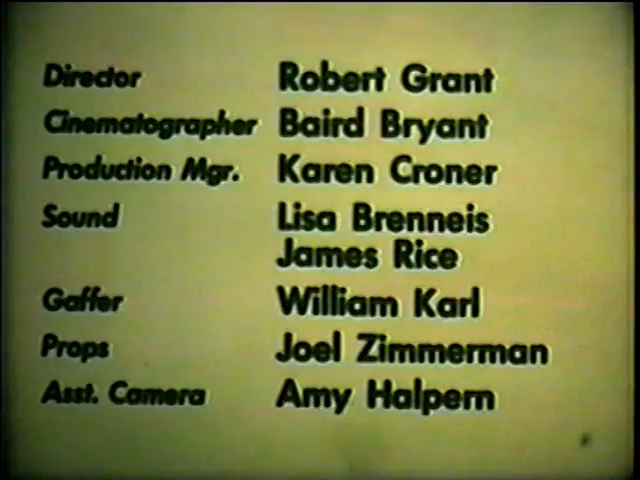 Director Robert Grant
Cinematographer Baird Bryant
Production Mgr. Karen Croner
Sound Lisa Brenneis
James Rice
Gaffer William Karl
Props Joel Zimmerman
Asst. Camera Amy Halpern